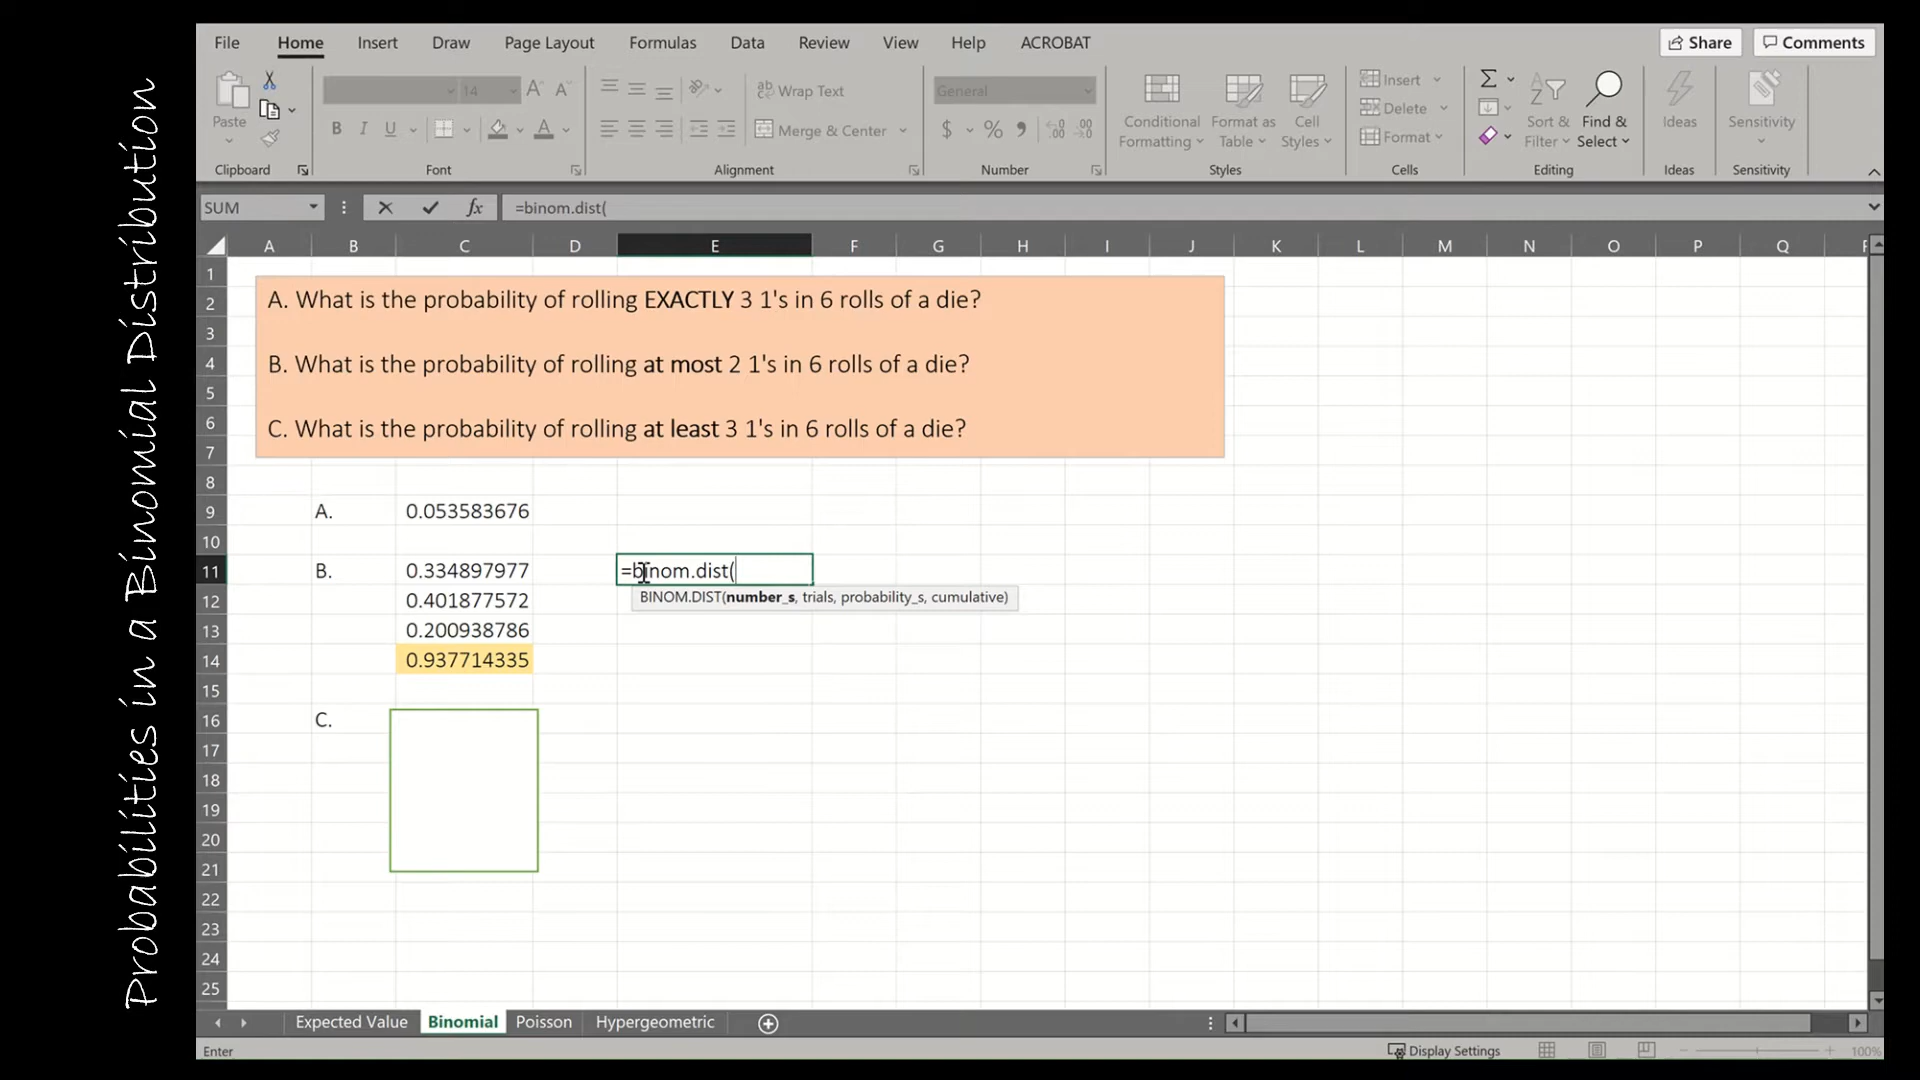 Probabilities in a Binomial Distribution
File Home Insert Draw Page Layout Formulas Data Review View Help ACROBAT Share Comments
Paste
14
B I U
Wrap Text
Merge & Center
General
$ % ,
Conditional Formatting
Format as Table
Cell Styles
Insert
Delete
Format
Sort & Filter
Find & Select
Ideas
Sensitivity
Clipboard Font Alignment Number Styles Cells Editing Ideas Sensitivity
SUM fx =binom.dist(
A B C D E F G H I J K L M N O P Q
1
2 A. What is the probability of rolling EXACTLY 3 1's in 6 rolls of a die?
3
4 B. What is the probability of rolling at most 2 1's in 6 rolls of a die?
5
6 C. What is the probability of rolling at least 3 1's in 6 rolls of a die?
7
8
9 A. 0.053583676
10
11 B. 0.334897977 =binom.dist(
BINOM.DIST(number_s, trials, probability_s, cumulative)
12 0.401877572
13 0.200938786
14 0.937714335
15
16 C.
17
18
19
20
21
22
23
24
25
Expected Value Binomial Poisson Hypergeometric
Enter Display Settings 100%